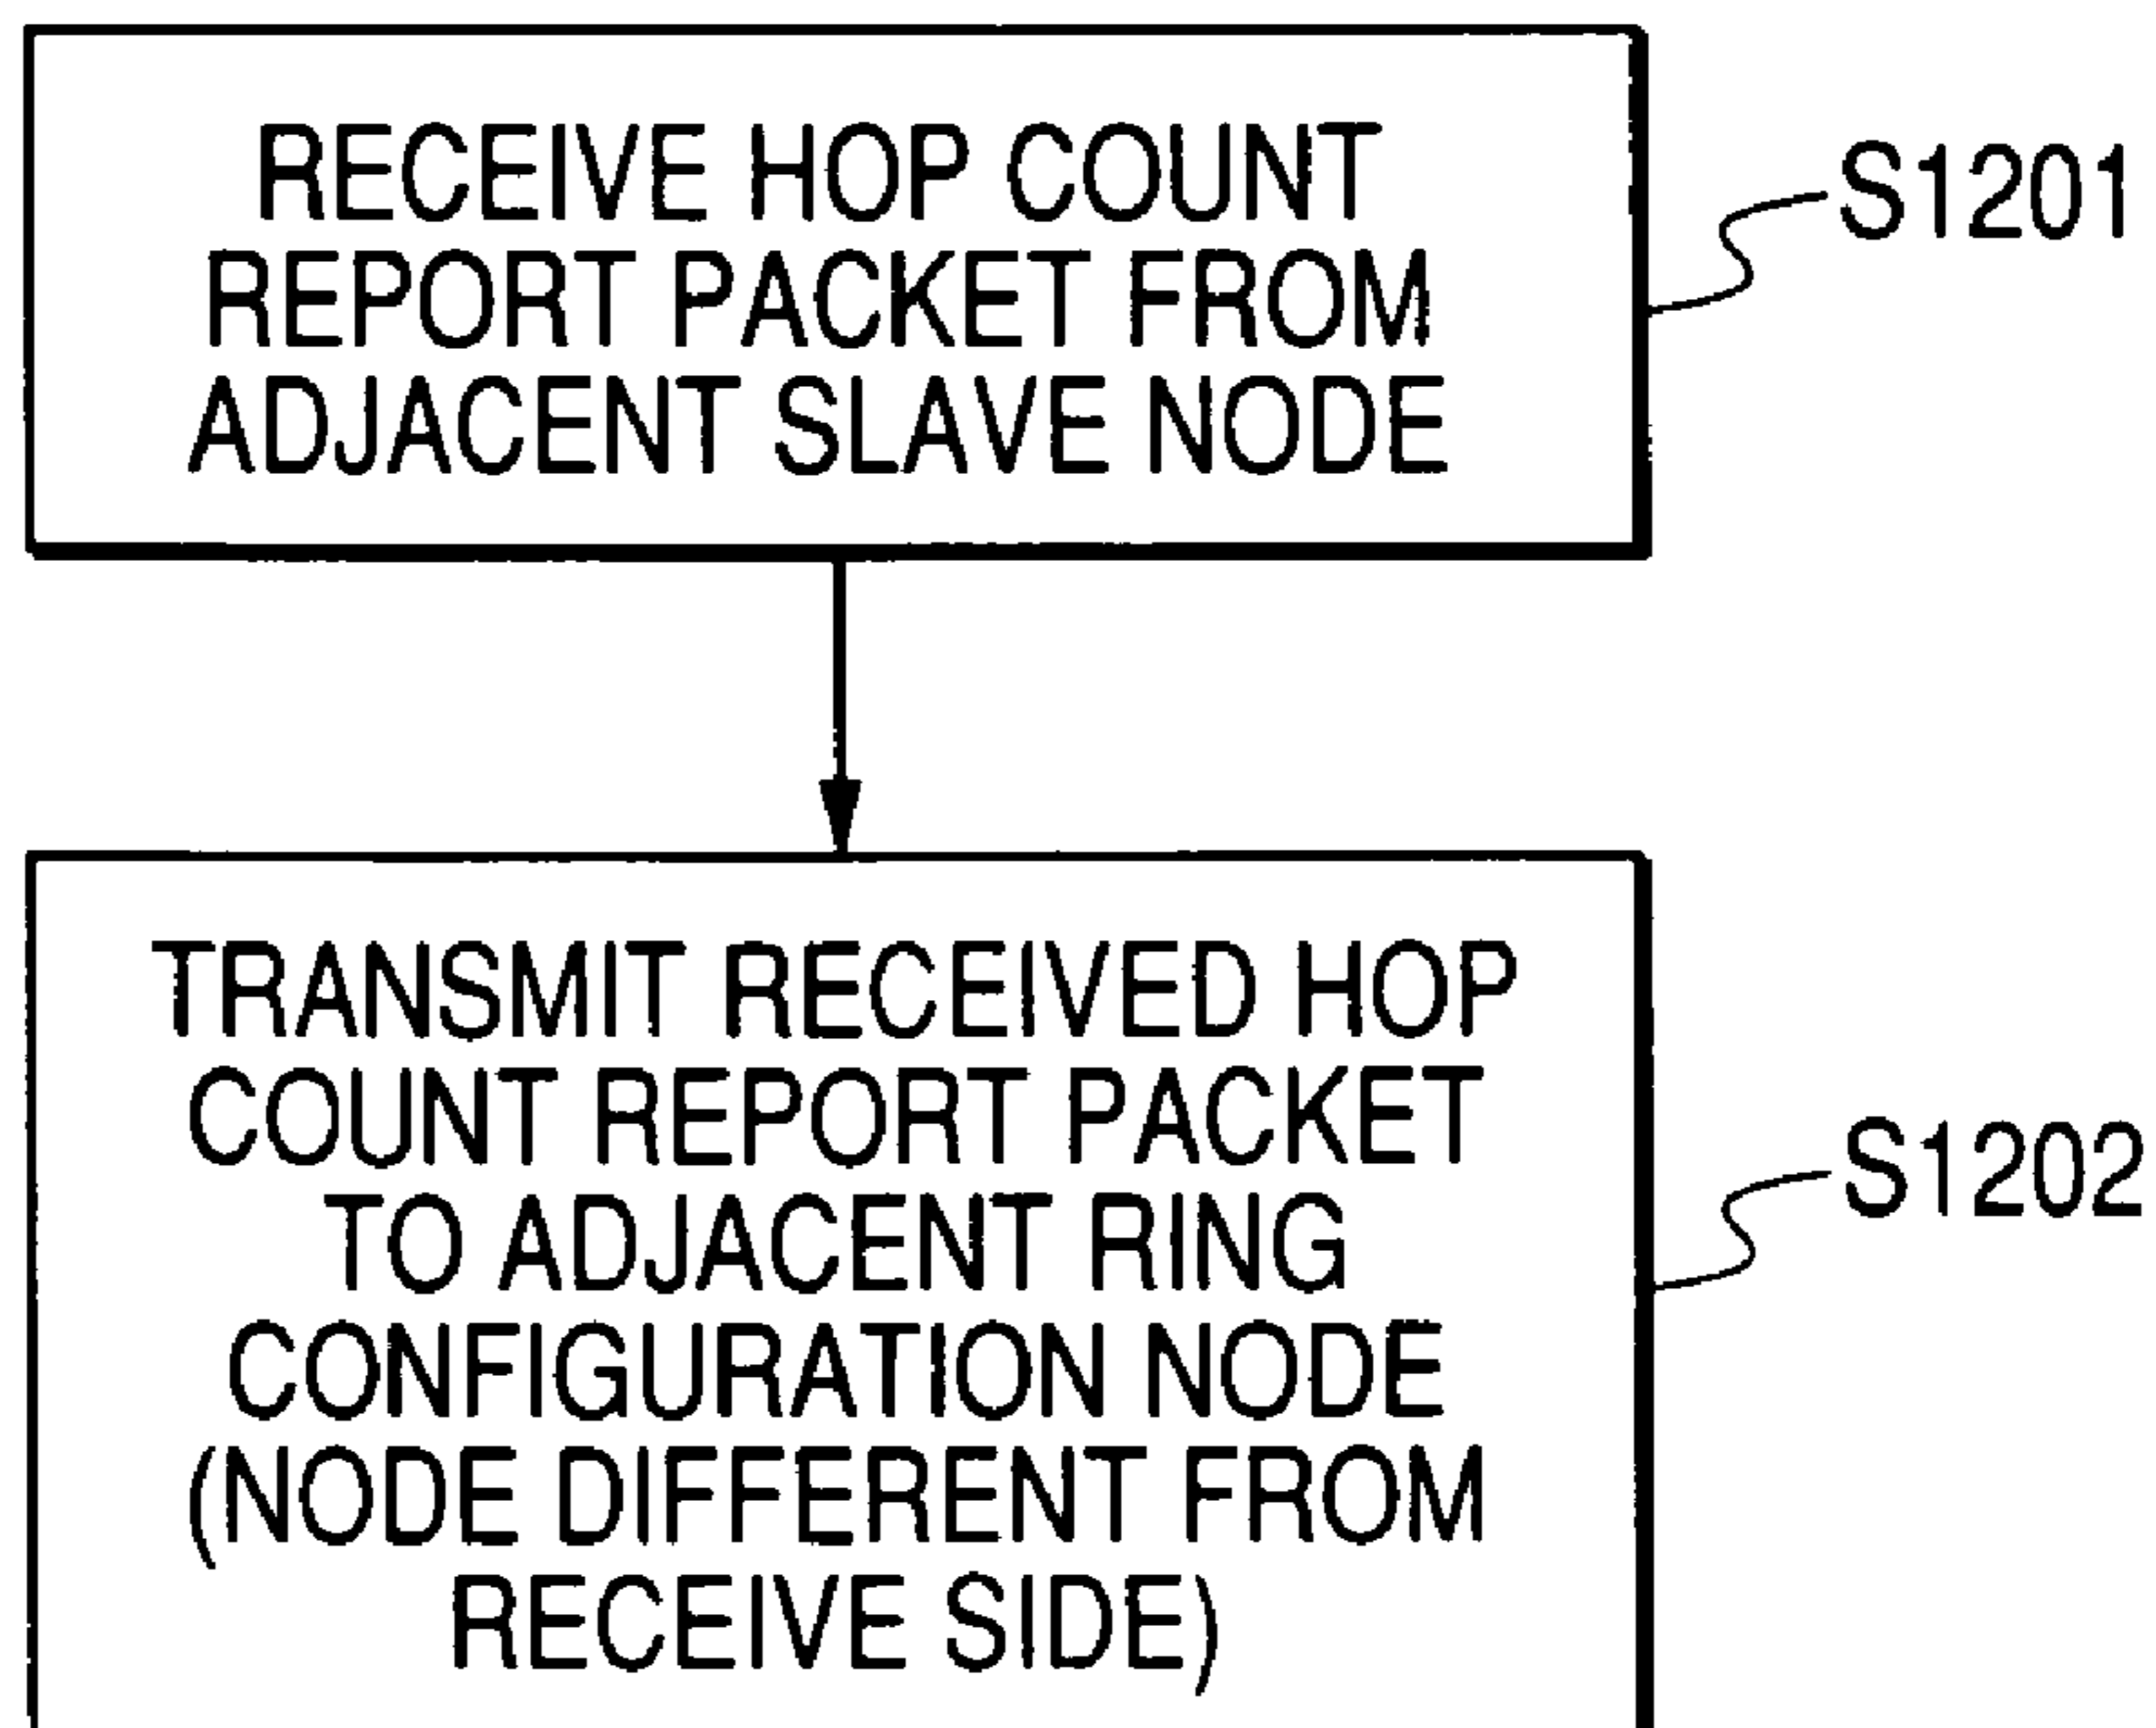 RECEIVE HOP COUNT
REPORT PACKET FROM
ADJACENT SLAVE NODE
S1201
TRANSMIT RECEIVED HOP
COUNT REPORT PACKET
TO ADJACENT RING
CONFIGURATION NODE
(NODE DIFFERENT FROM
RECEIVE SIDE)
S1202